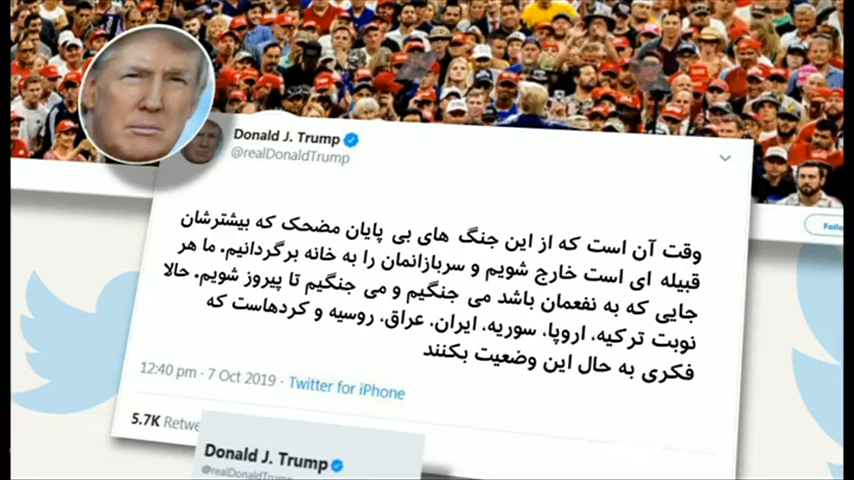 Donald J. Trump
@realDonaldTrump
Follo
وقت آن است که از این جنگ های بی پایان مضحک که بیشترشان
قبیله ای است خارج شویم و سربازانمان را به خانه برگردانیم. ما هر
جایی که به نفعمان باشد می جنگیم و می جنگیم تا پیروز شویم. حالا
نوبت ترکیه، اروپا، سوریه، ایران، عراق، روسیه و کردهاست که
فکری به حال این وضعیت بکنند
12:40 pm · 7 Oct 2019 · Twitter for iPhone
5.7K Retwe
Donald J. Trump
@realDonaldTrump